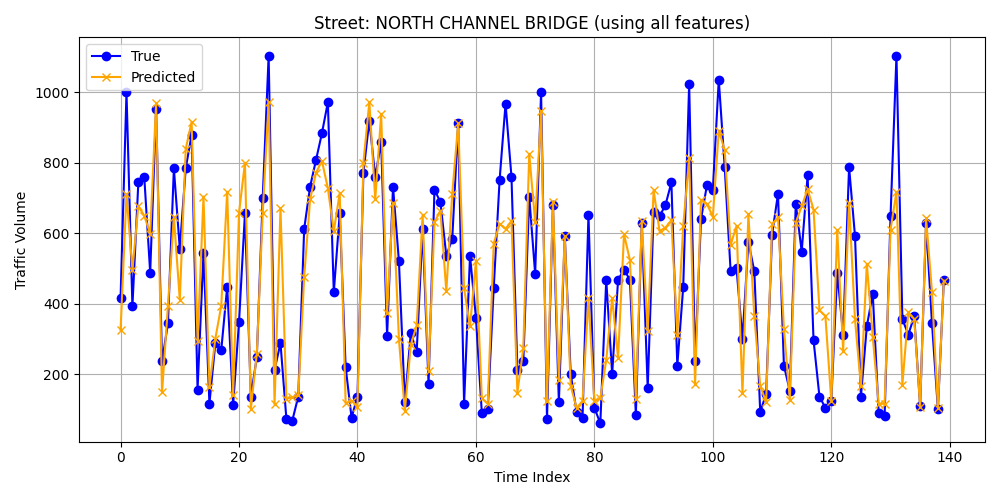 Street: NORTH CHANNEL BRIDGE (using all features)
True
Predicted
Traffic Volume
1000
800
600
400
200
0 20 40 60 80 100 120 140
Time Index